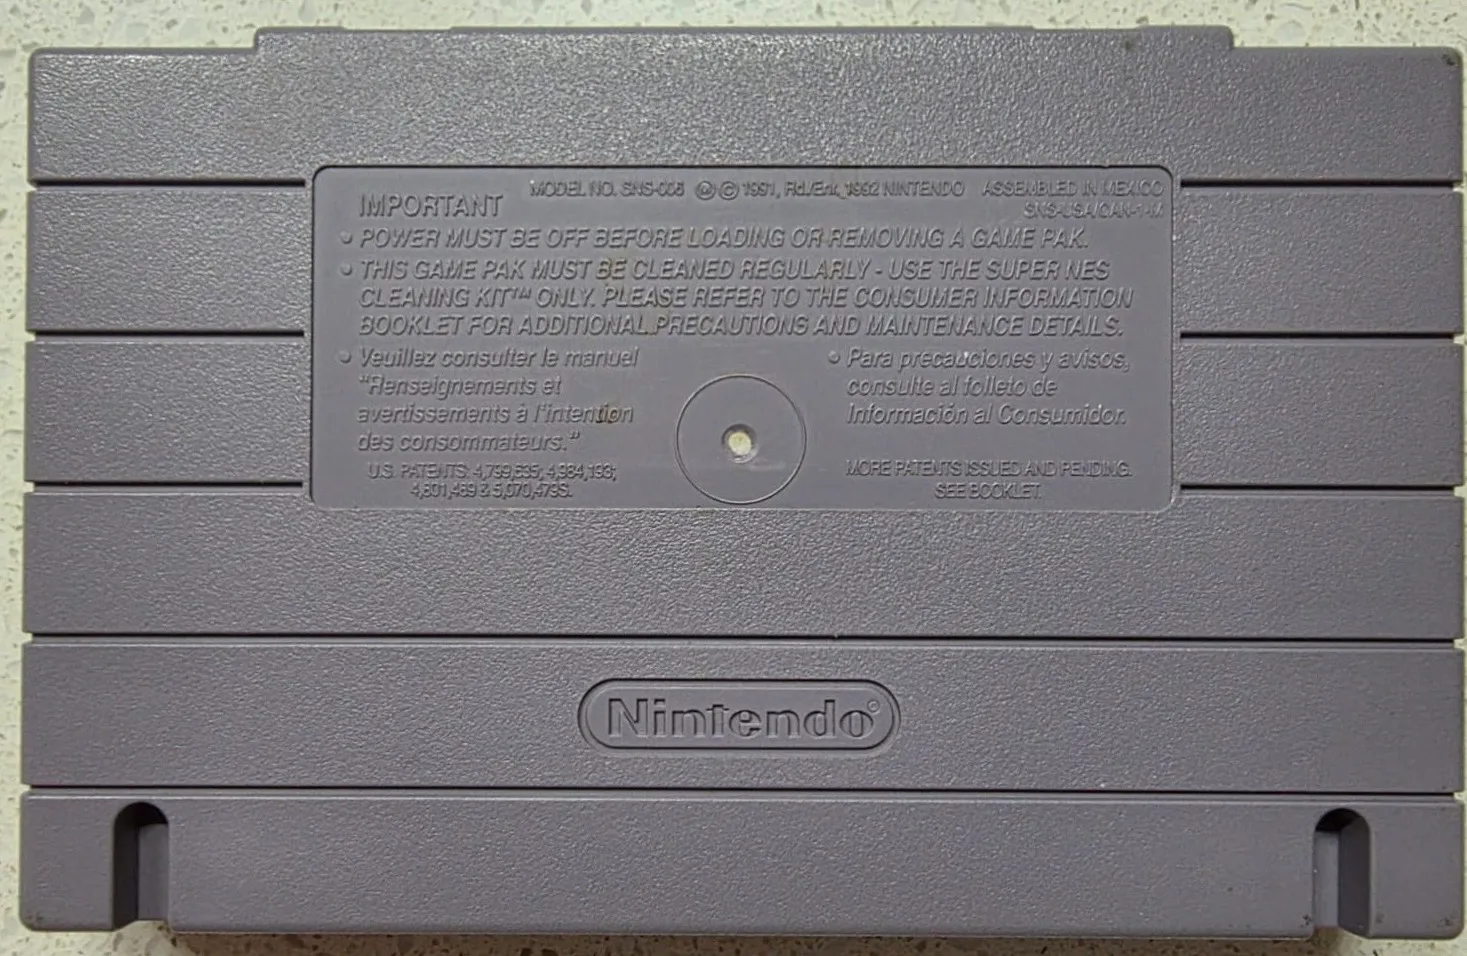 MODEL NO. SNS-006 Ⓜ © 1991, Rd./Enr. 1992 NINTENDO ASSEMBLED IN MEXICO
SNS-USA/CAN-1-M
IMPORTANT
• POWER MUST BE OFF BEFORE LOADING OR REMOVING A GAME PAK.
• THIS GAME PAK MUST BE CLEANED REGULARLY - USE THE SUPER NES
CLEANING KIT™ ONLY. PLEASE REFER TO THE CONSUMER INFORMATION
BOOKLET FOR ADDITIONAL PRECAUTIONS AND MAINTENANCE DETAILS.
• Veuillez consulter le manuel
"Renseignements et
avertissements à l'intention
des consommateurs."
U.S. PATENTS: 4,799,635; 4,984,193;
4,801,489 & 5,070,479S.
• Para precauciones y avisos,
consulte al folleto de
Información al Consumidor.
MORE PATENTS ISSUED AND PENDING.
SEE BOOKLET.
Nintendo®